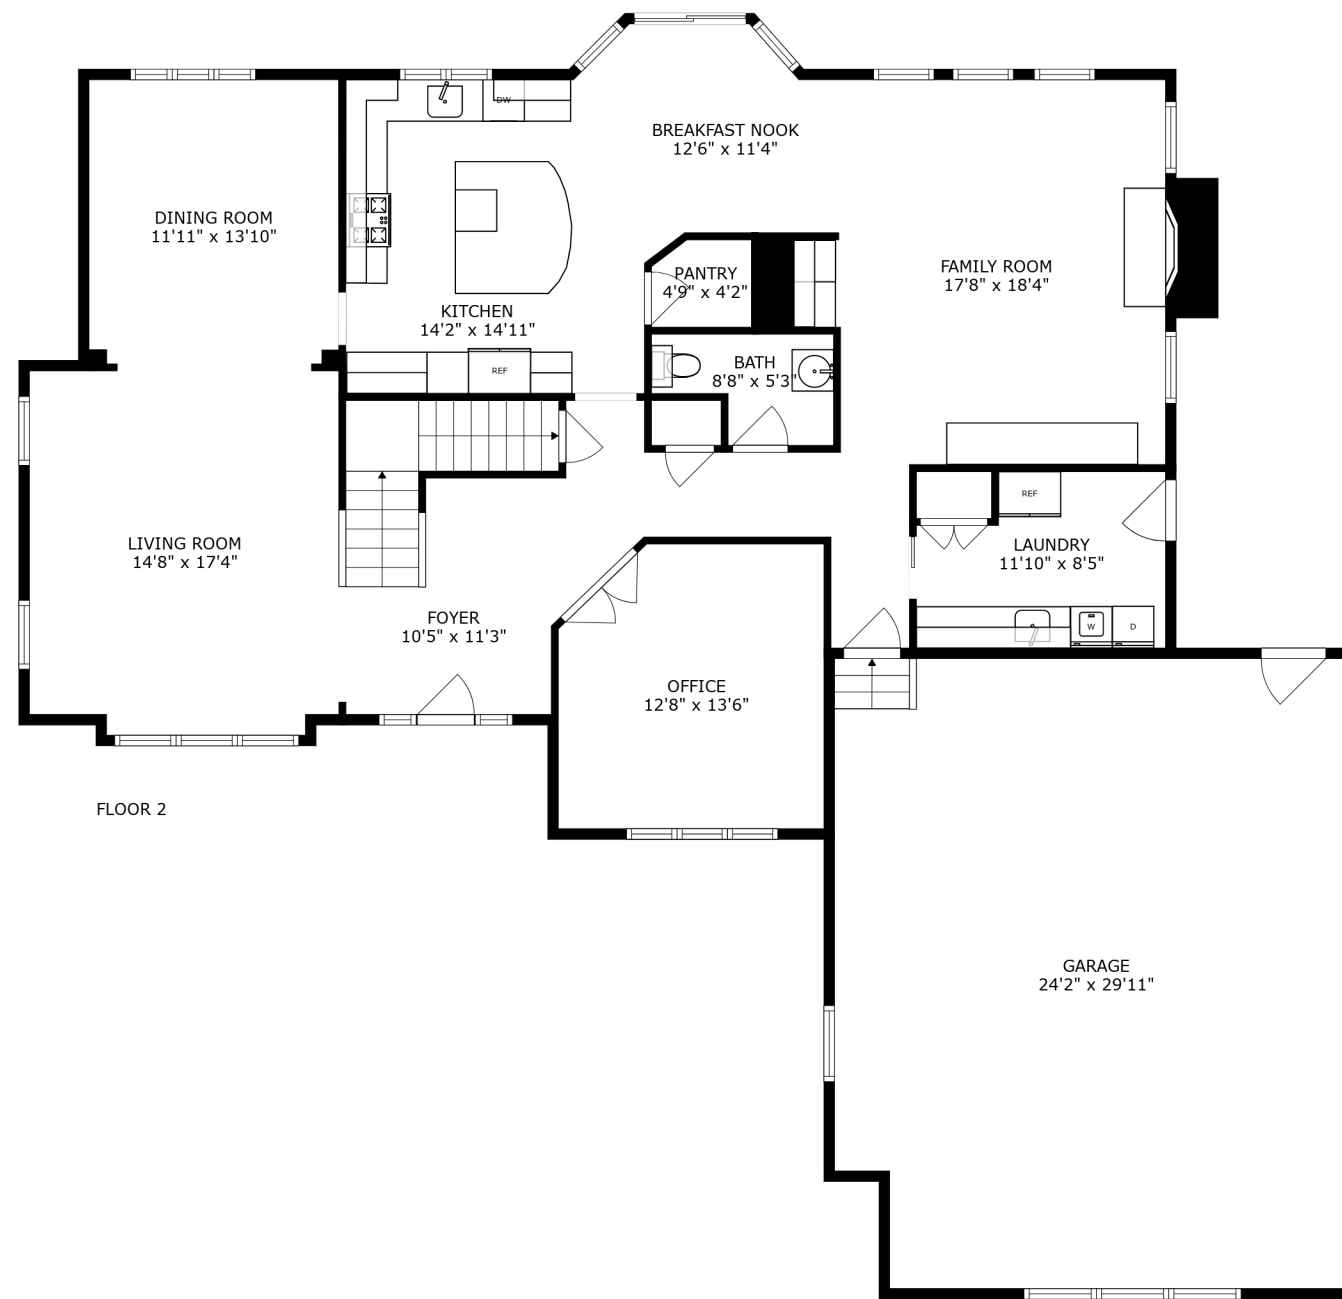 DW
BREAKFAST NOOK
12'6" x 11'4"
DINING ROOM
11'11" x 13'10"
FAMILY ROOM
17'8" x 18'4"
PANTRY
4'9" x 4'2"
KITCHEN
14'2" x 14'11"
BATH
8'8" x 5'3"
REF
REF
LIVING ROOM
14'8" x 17'4"
LAUNDRY
11'10" x 8'5"
FOYER
10'5" x 11'3"
W
D
OFFICE
12'8" x 13'6"
FLOOR 2
GARAGE
24'2" x 29'11"